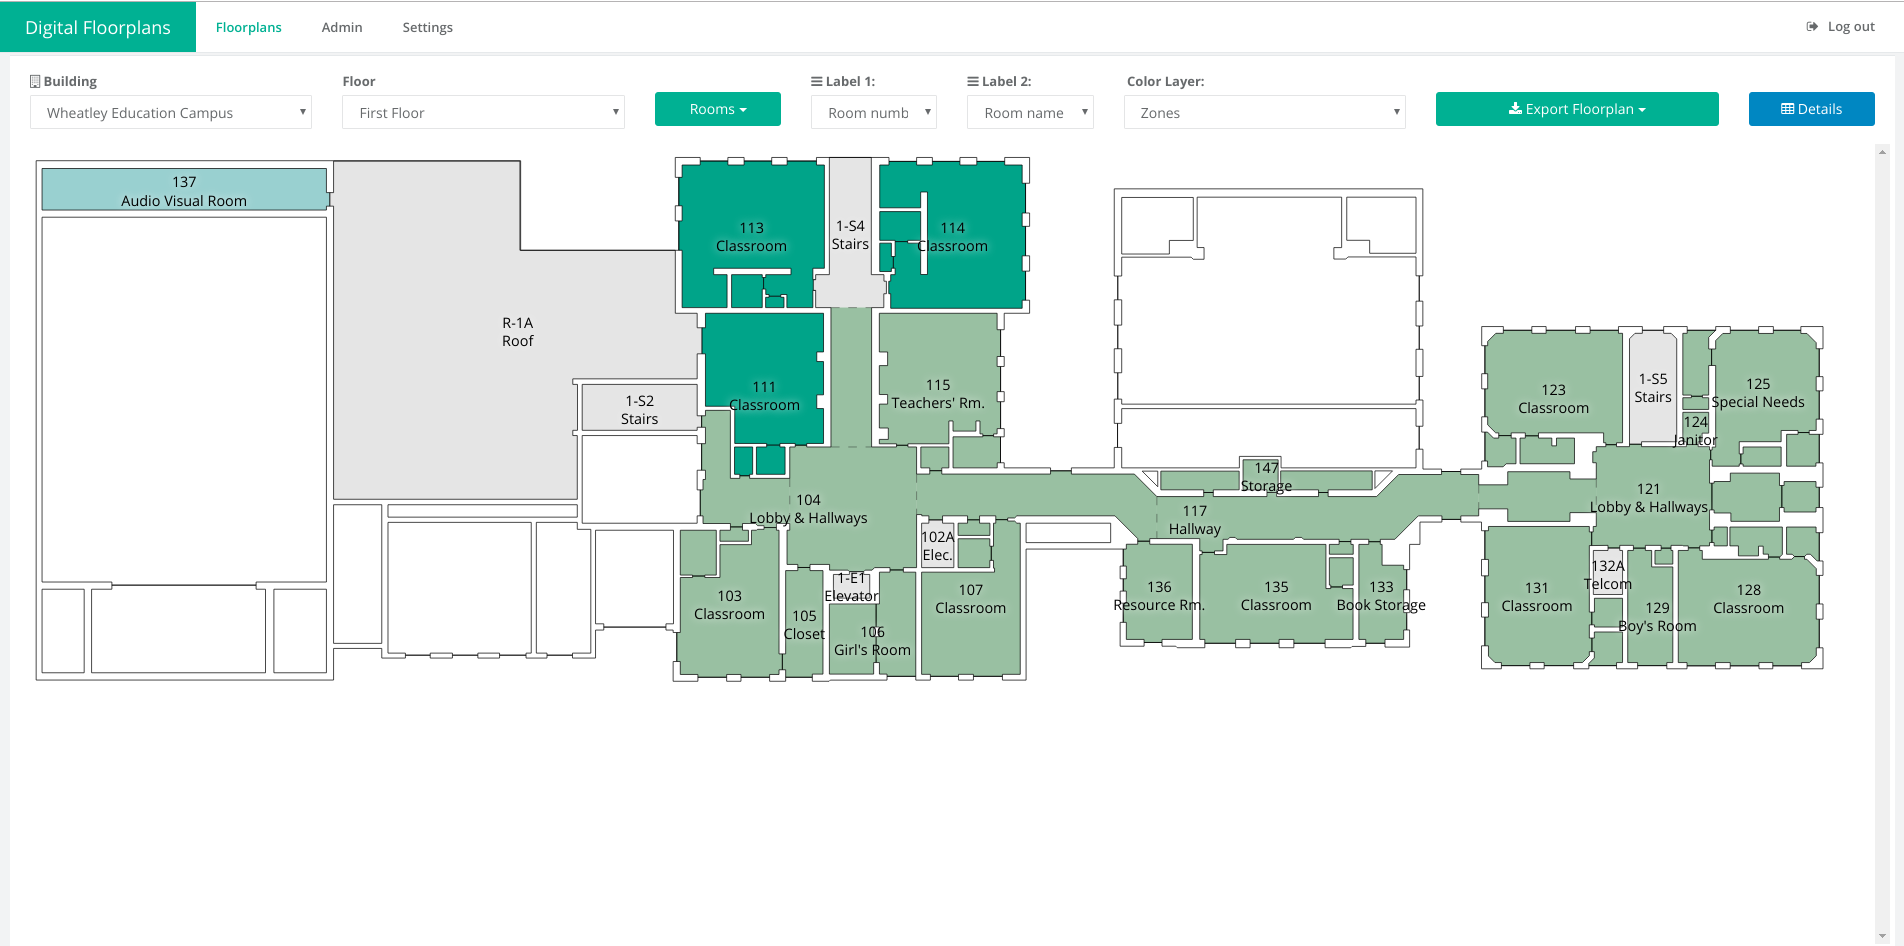 Digital Floorplans
Floorplans
Admin
Settings
Log out
Building
Floor
Label 1:
Label 2:
Color Layer:
Wheatley Education Campus
First Floor
Rooms
Room numb
Room name
Zones
Export Floorplan
Details
137
Audio Visual Room
113
Classroom
1-S4
Stairs
114
Classroom
R-1A
Roof
111
Classroom
115
Teachers' Rm.
1-S2
Stairs
123
Classroom
1-S5
Stairs
125
Special Needs
124
Janitor
147
Storage
104
Lobby & Hallways
117
Hallway
121
Lobby & Hallways
102A
Elec.
1-E1
Elevator
103
Classroom
105
Closet
106
Girl's Room
107
Classroom
136
Resource Rm.
135
Classroom
133
Book Storage
131
Classroom
132A
Telcom
129
Boy's Room
128
Classroom